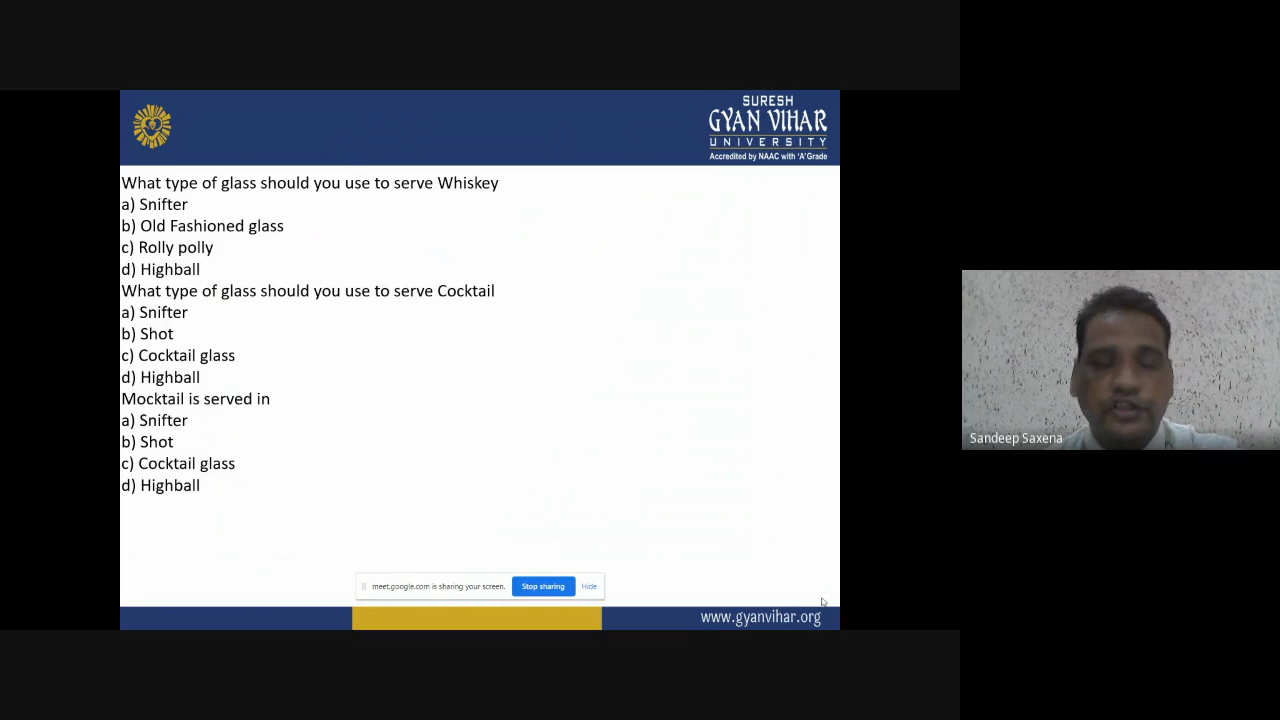 SURESH
GYAN VIHAR
UNIVERSITY
Accredited by NAAC with 'A' Grade
What type of glass should you use to serve Whiskey
a) Snifter
b) Old Fashioned glass
c) Rolly polly
d) Highball
What type of glass should you use to serve Cocktail
a) Snifter
b) Shot
c) Cocktail glass
d) Highball
Mocktail is served in
a) Snifter
b) Shot
c) Cocktail glass
d) Highball
Sandeep Saxena
meet.google.com is sharing your screen.
Stop sharing
Hide
www.gyanvihar.org